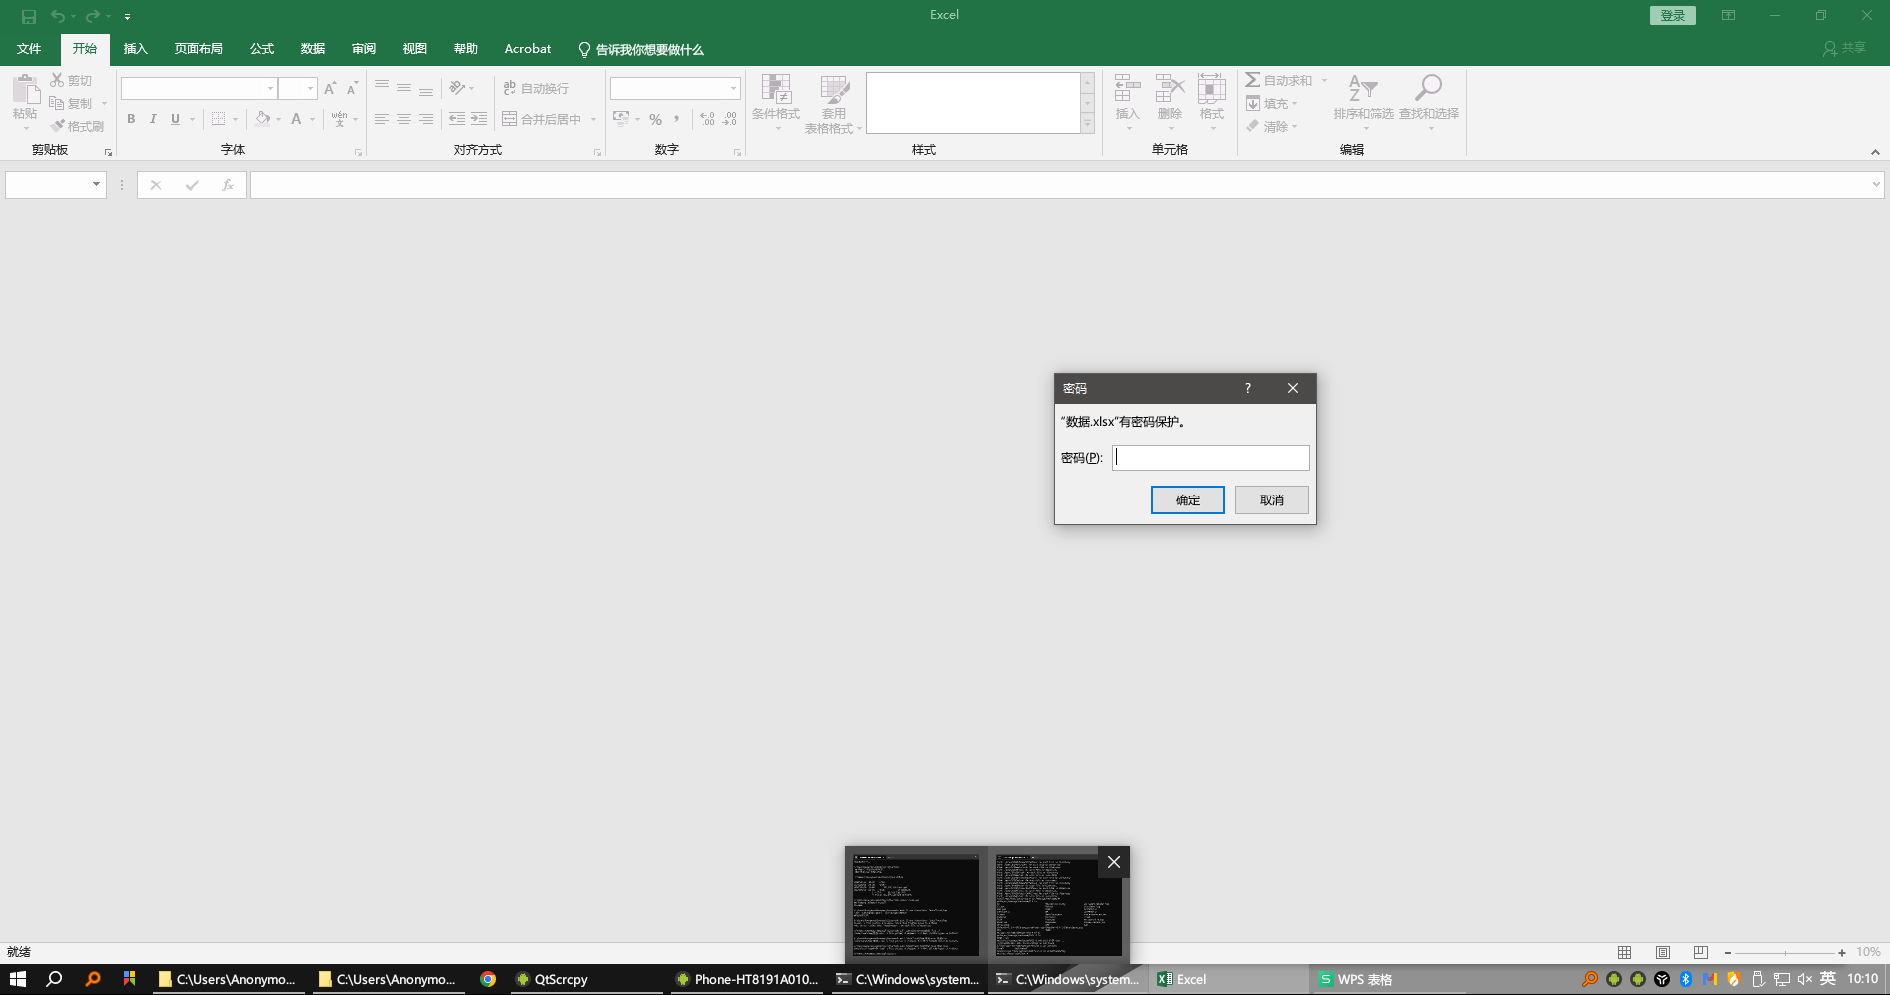 Excel
登录
文件 开始 插入 页面布局 公式 数据 审阅 视图 帮助 Acrobat 告诉我你想要做什么 共享
粘贴
剪切
复制
格式刷
剪贴板
B I U A wén 文
字体
ab 自动换行
合并后居中
对齐方式
% ,
数字
条件格式
套用
表格格式
样式
插入 删除 格式
单元格
自动求和
填充
清除
排序和筛选 查找和选择
编辑
fx
密码 ?
“数据.xlsx”有密码保护。
密码(P):
确定 取消
就绪
10%
C:\Users\Anonymo... C:\Users\Anonymo... QtScrcpy Phone-HT8191A010... C:\Windows\system... C:\Windows\system... Excel WPS 表格 英 10:10